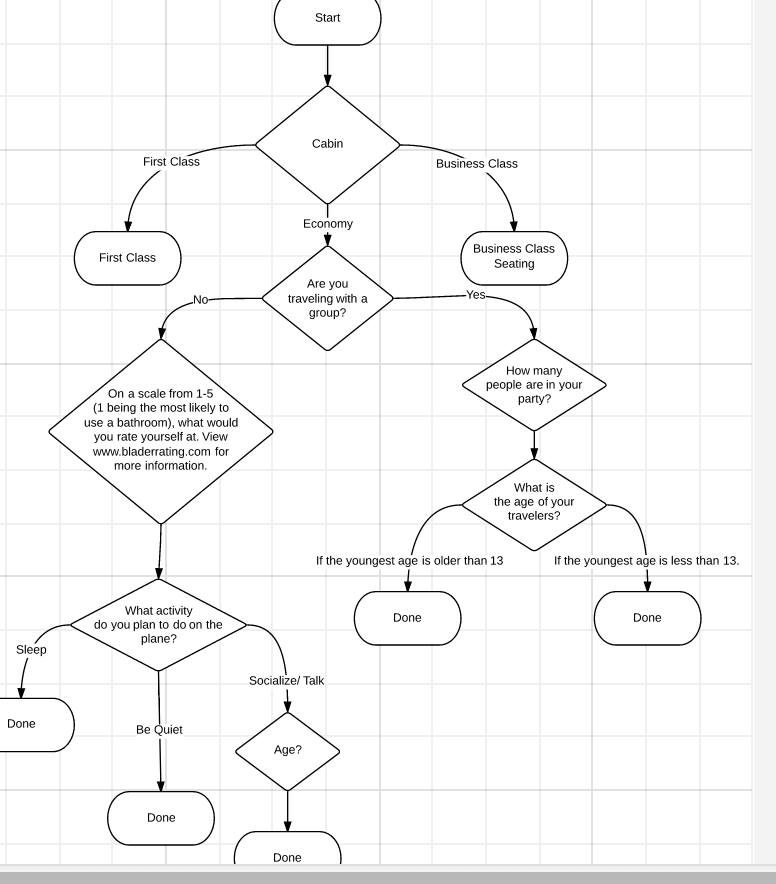 Start
Cabin
First Class
Business Class
Economy
First Class
Business Class
Seating
Are you
traveling with a
group?
No
Yes
How many
people are in your
party?
On a scale from 1-5
(1 being the most likely to
use a bathroom), what would
you rate yourself at. View
www.bladerrating.com for
more information.
What is
the age of your
travelers?
If the youngest age is older than 13
If the youngest age is less than 13.
Done
Done
What activity
do you plan to do on the
plane?
Sleep
Socialize/ Talk
Done
Be Quiet
Age?
Done
Done